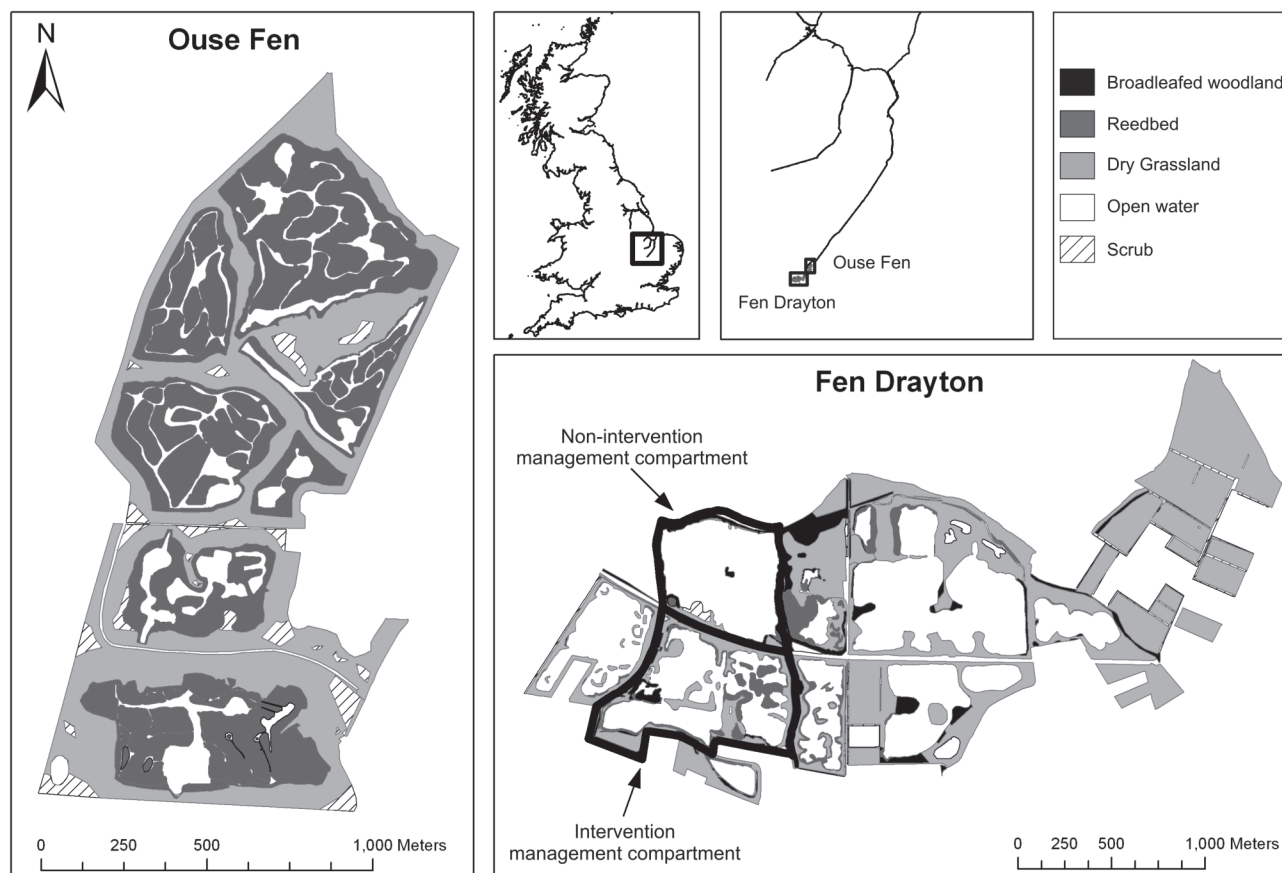 N
Ouse Fen
0 250 500 1,000 Meters
Ouse Fen
Fen Drayton
Broadleafed woodland
Reedbed
Dry Grassland
Open water
Scrub
Fen Drayton
Non-intervention
management compartment
Intervention
management compartment
0 250 500 1,000 Meters